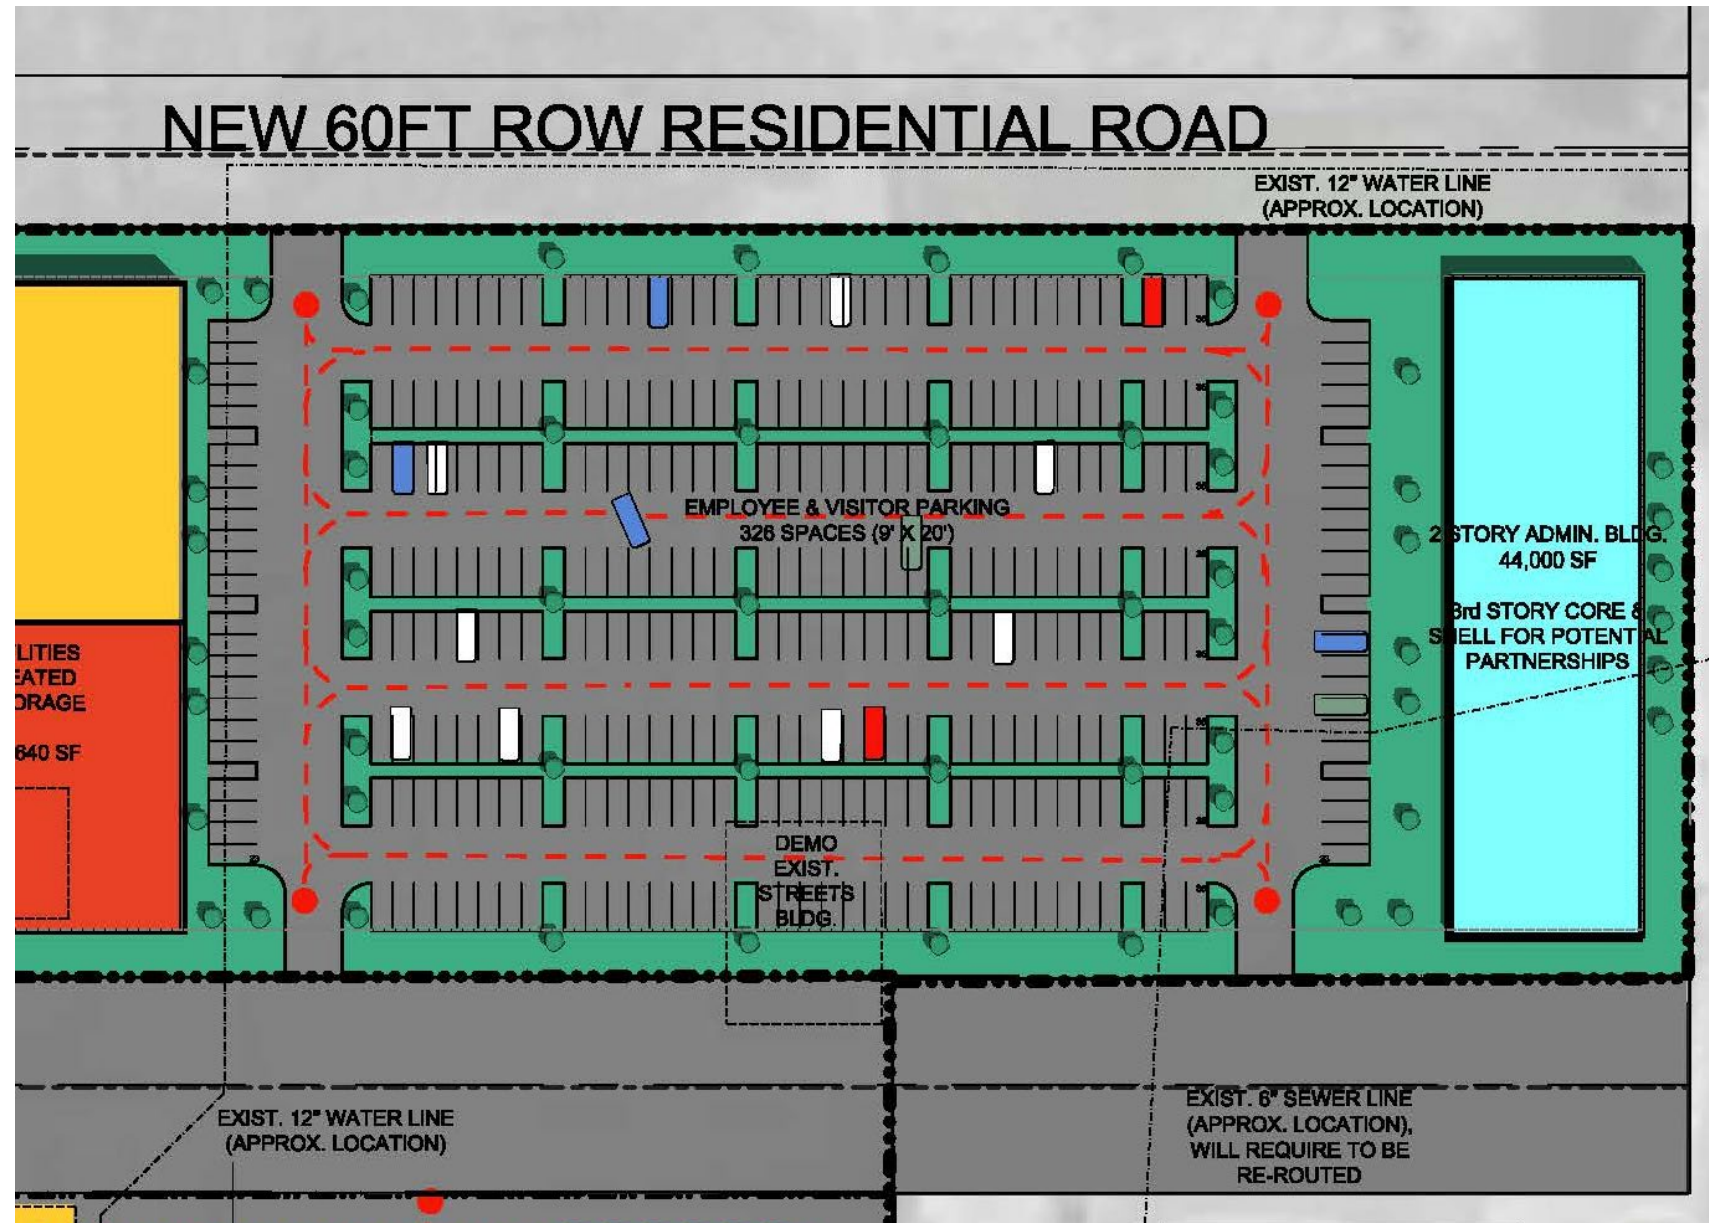 NEW 60FT ROW RESIDENTIAL ROAD
EXIST. 12" WATER LINE
(APPROX. LOCATION)
EMPLOYEE & VISITOR PARKING
326 SPACES (9' X 20')
2 STORY ADMIN. BLDG.
44,000 SF
3rd STORY CORE &
SHELL FOR POTENTIAL
PARTNERSHIPS
LITIES
EATED
ORAGE
640 SF
DEMO
EXIST.
STREETS
BLDG.
EXIST. 12" WATER LINE
(APPROX. LOCATION)
EXIST. 6" SEWER LINE
(APPROX. LOCATION),
WILL REQUIRE TO BE
RE-ROUTED